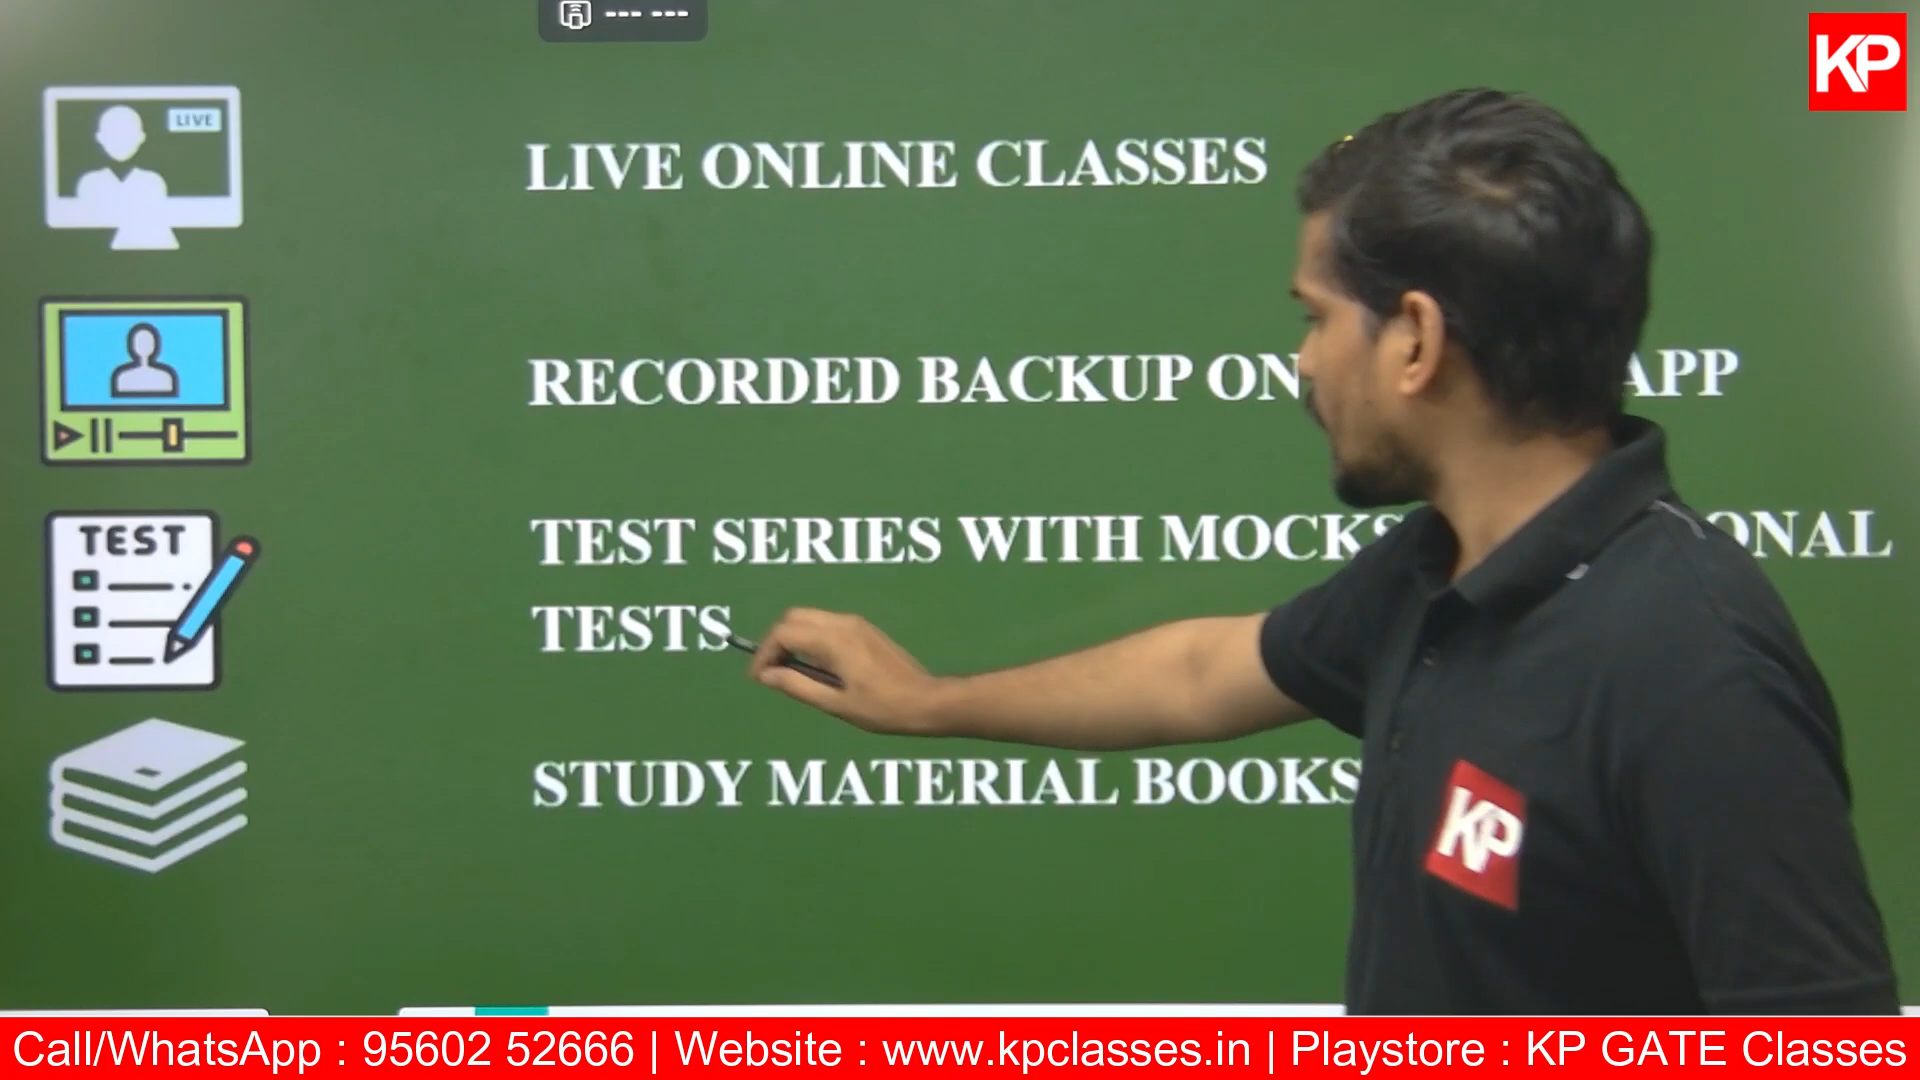 KP
LIVE
LIVE ONLINE CLASSES
RECORDED BACKUP ON APP
TEST
TEST SERIES WITH MOCKS
TESTS
STUDY MATERIAL BOOKS
KP
Call/WhatsApp : 95602 52666 | Website : www.kpclasses.in | Playstore : KP GATE Classes